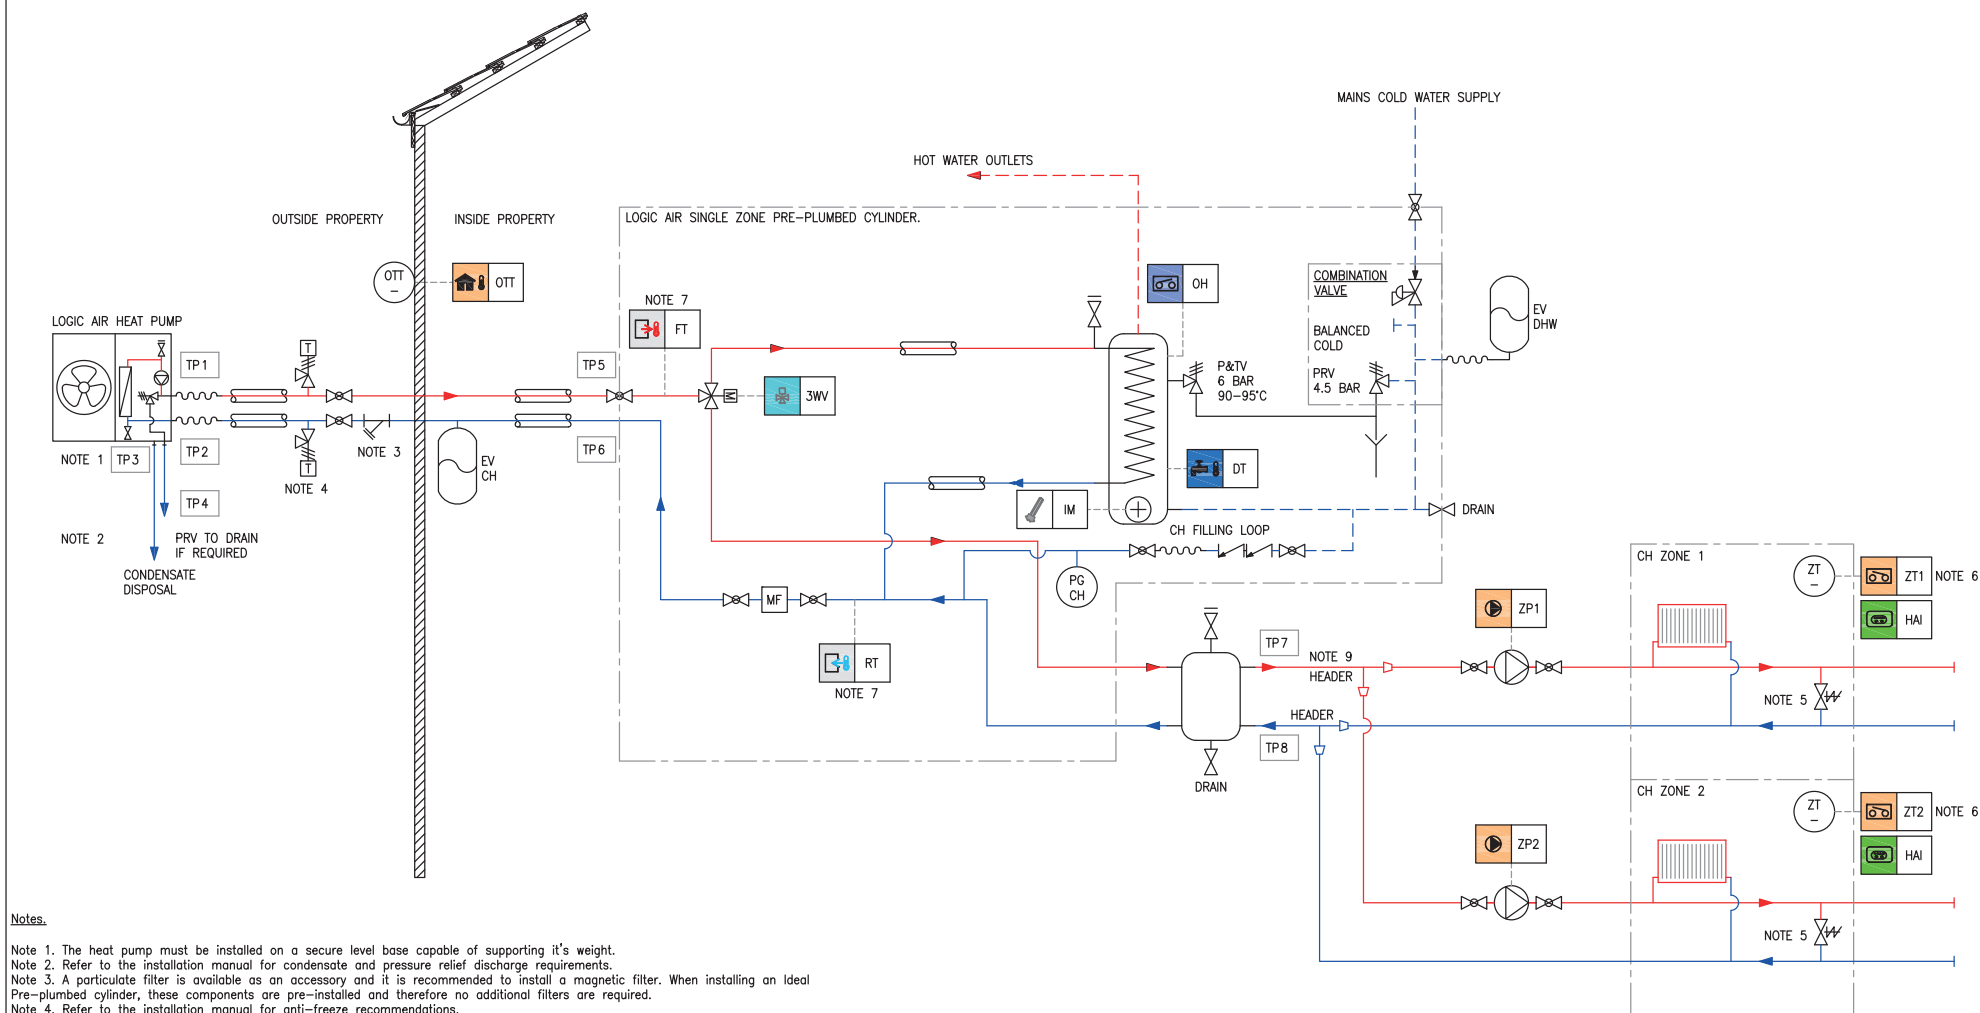 MAINS COLD WATER SUPPLY
HOT WATER OUTLETS
OUTSIDE PROPERTY
INSIDE PROPERTY
LOGIC AIR SINGLE ZONE PRE-PLUMBED CYLINDER.
OTT
–
OTT
OH
COMBINATION
VALVE
NOTE 7
FT
EV
DHW
LOGIC AIR HEAT PUMP
BALANCED
COLD
TP1
T
TP5
P&TV
6 BAR
90-95°C
PRV
4.5 BAR
M
3WV
NOTE 1
TP3
TP2
NOTE 3
TP6
EV
CH
DT
T
NOTE 4
TP4
IM
DRAIN
NOTE 2
PRV TO DRAIN
IF REQUIRED
CH FILLING LOOP
CONDENSATE
DISPOSAL
PG
CH
MF
CH ZONE 1
ZT
–
ZT1
NOTE 6
HAI
ZP1
RT
NOTE 7
TP7
NOTE 9
HEADER
NOTE 5
HEADER
TP8
DRAIN
CH ZONE 2
ZT
–
ZT2
NOTE 6
HAI
ZP2
NOTE 5
Notes.
Note 1. The heat pump must be installed on a secure level base capable of supporting it's weight.
Note 2. Refer to the installation manual for condensate and pressure relief discharge requirements.
Note 3. A particulate filter is available as an accessory and it is recommended to install a magnetic filter. When installing an Ideal
Pre-plumbed cylinder, these components are pre-installed and therefore no additional filters are required.
Note 4. Refer to the installation manual for anti-freeze recommendations.